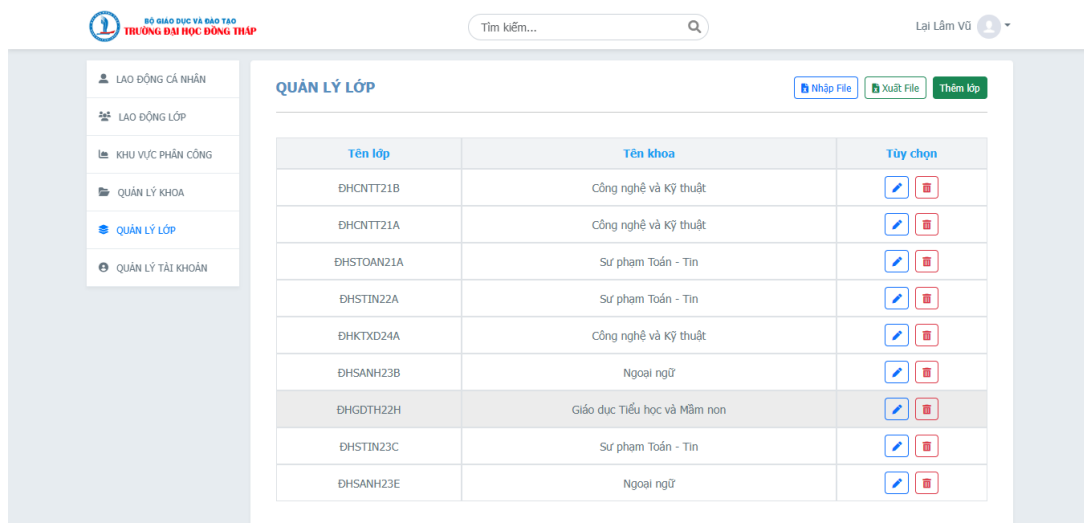 BỘ GIÁO DỤC VÀ ĐÀO TẠO
TRƯỜNG ĐẠI HỌC ĐỒNG THÁP
Tìm kiếm...
Lại Lâm Vũ
LAO ĐỘNG CÁ NHÂN
LAO ĐỘNG LỚP
KHU VỰC PHÂN CÔNG
QUẢN LÝ KHOA
QUẢN LÝ LỚP
QUẢN LÝ TÀI KHOẢN
QUẢN LÝ LỚP
Nhập File
Xuất File
Thêm lớp
Tên lớp Tên khoa Tùy chọn
ĐHCNTT21B Công nghệ và Kỹ thuật
ĐHCNTT21A Công nghệ và Kỹ thuật
ĐHSTOAN21A Sư phạm Toán - Tin
ĐHSTIN22A Sư phạm Toán - Tin
ĐHKTXD24A Công nghệ và Kỹ thuật
ĐHSANH23B Ngoại ngữ
ĐHGDTH22H Giáo dục Tiểu học và Mầm non
ĐHSTIN23C Sư phạm Toán - Tin
ĐHSANH23E Ngoại ngữ